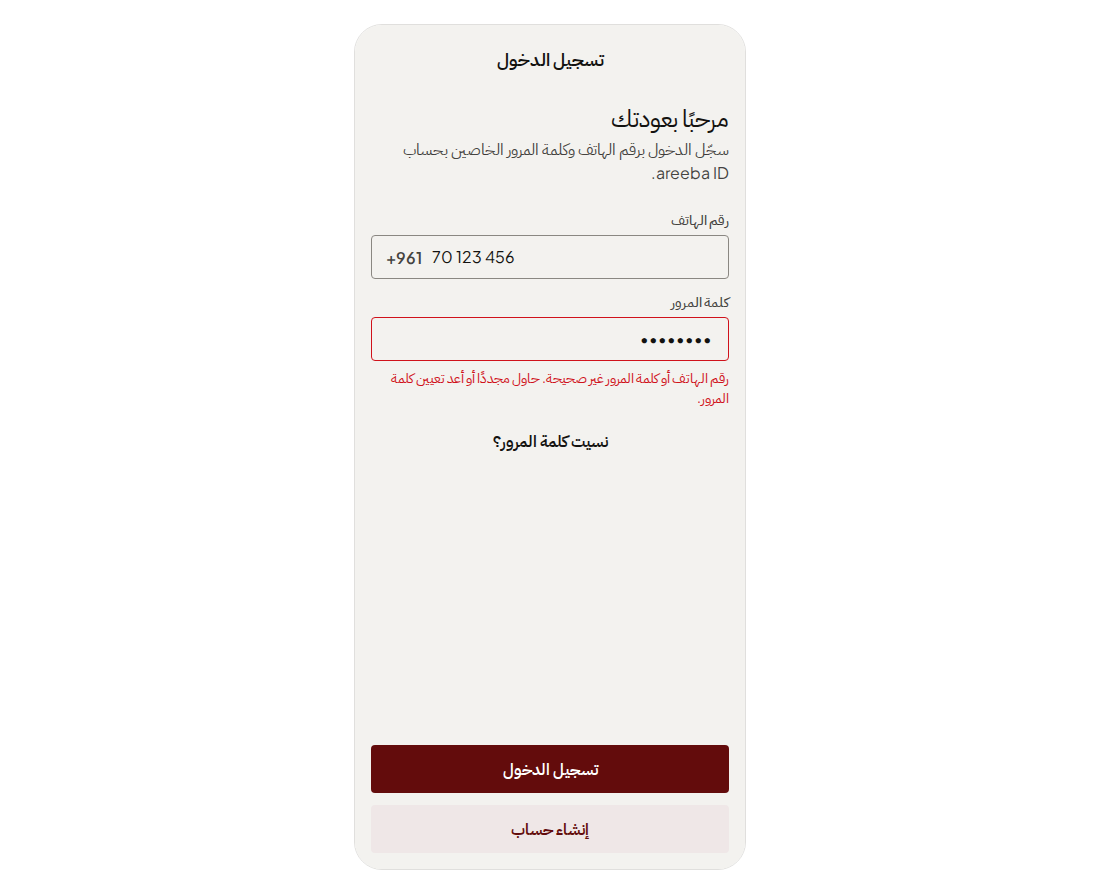 تسجيل الدخول
مرحبًا بعودتك
سجّل الدخول برقم الهاتف وكلمة المرور الخاصين بحساب
areeba ID.
رقم الهاتف
+961 70 123 456
كلمة المرور
••••••••
رقم الهاتف أو كلمة المرور غير صحيحة. حاول مجددًا أو أعد تعيين كلمة
المرور.
نسيت كلمة المرور؟
تسجيل الدخول
إنشاء حساب